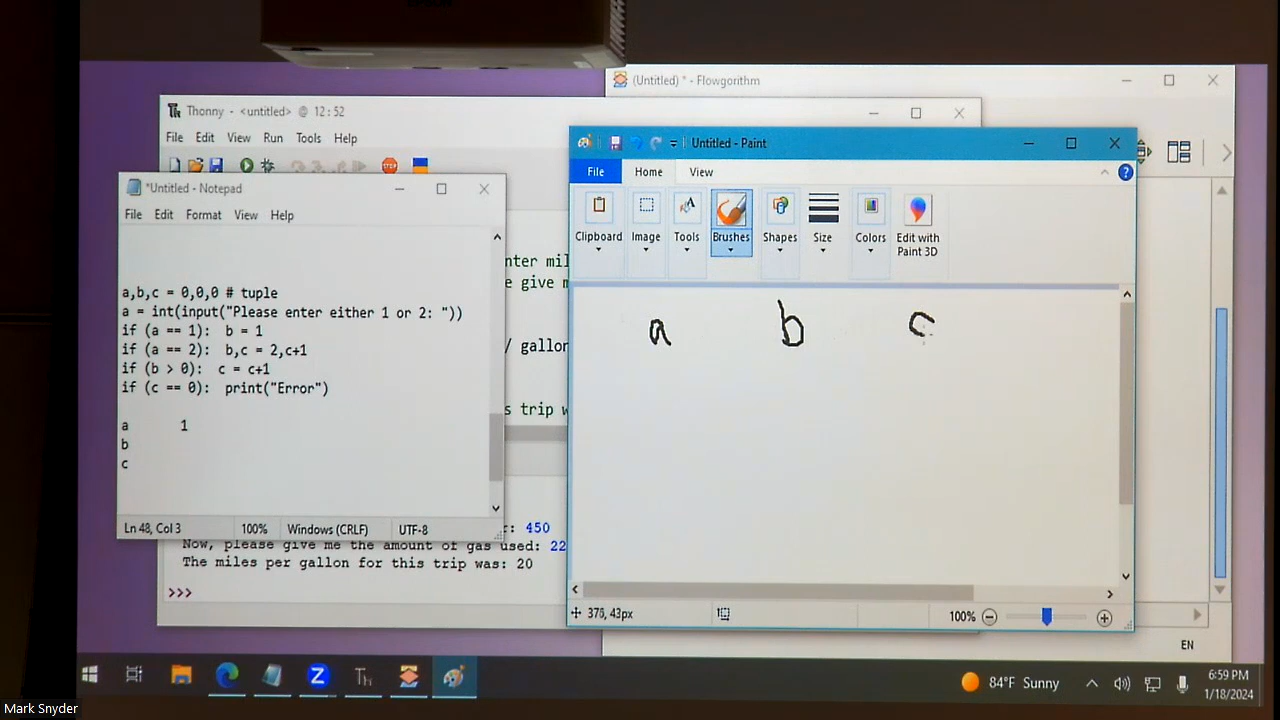 EPSON
(Untitled) * - Flowgorithm
Thonny - <untitled> @ 12:52
File Edit View Run Tools Help
STOP
*Untitled - Notepad
File Edit Format View Help
a,b,c = 0,0,0 # tuple
a = int(input("Please enter either 1 or 2: "))
if (a == 1):  b = 1
if (a == 2):  b,c = 2,c+1
if (b > 0):  c = c+1
if (c == 0):  print("Error")
a 1
b
c
Ln 48, Col 3 100% Windows (CRLF) UTF-8
nter mil
e give m
/ gallon
s trip w
: 450
Now, please give me the amount of gas used: 22
The miles per gallon for this trip was: 20
>>>
Untitled - Paint
File Home View
Clipboard Image Tools Brushes Shapes Size Colors Edit with
Paint 3D
a b c
376, 43px 100%
EN
84°F Sunny
6:59 PM
1/18/2024
Mark Snyder